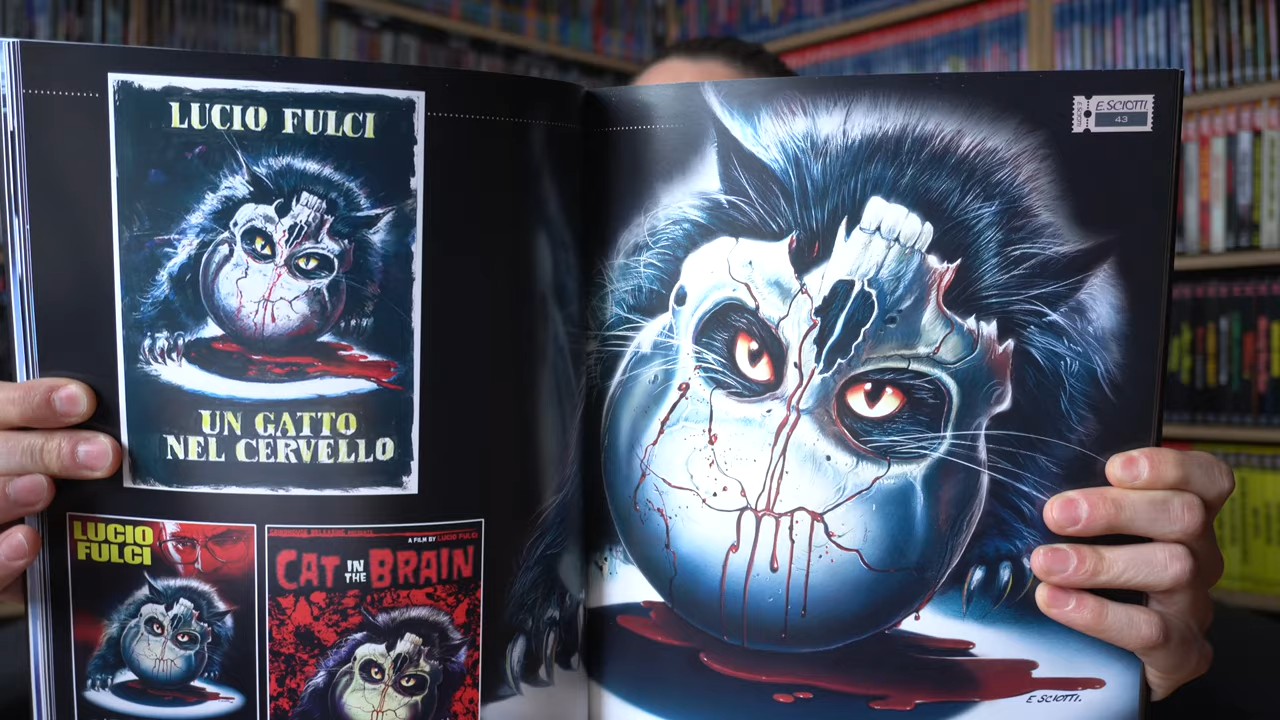 LUCIO FULCI
UN GATTO
NEL CERVELLO
LUCIO
FULCI
A FILM BY LUCIO FULCI
CAT IN THE BRAIN
E. SCIOTTI
43
E SCIOTTI.